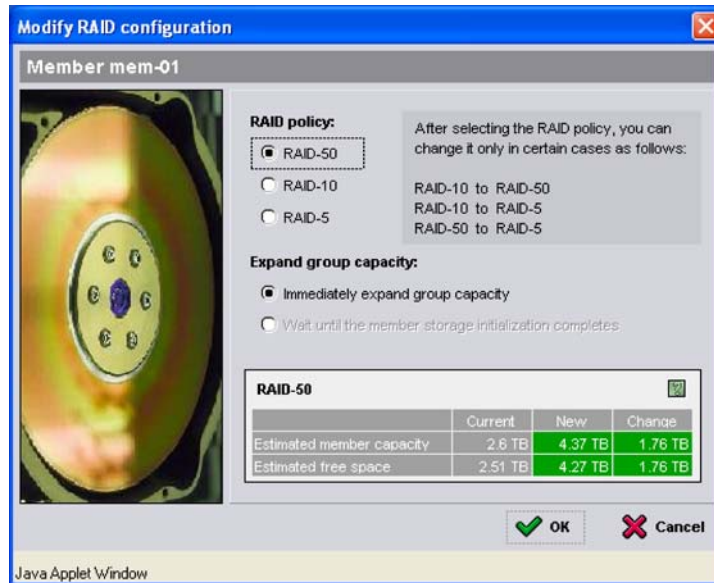 Modify RAID configuration
Member mem-01
RAID policy:
RAID-50
RAID-10
RAID-5
After selecting the RAID policy, you can
change it only in certain cases as follows:
RAID-10 to RAID-50
RAID-10 to RAID-5
RAID-50 to RAID-5
Expand group capacity:
Immediately expand group capacity
Wait until the member storage initialization completes
RAID-50
Current New Change
Estimated member capacity 2.6 TB 4.37 TB 1.76 TB
Estimated free space 2.51 TB 4.27 TB 1.76 TB
OK Cancel
Java Applet Window